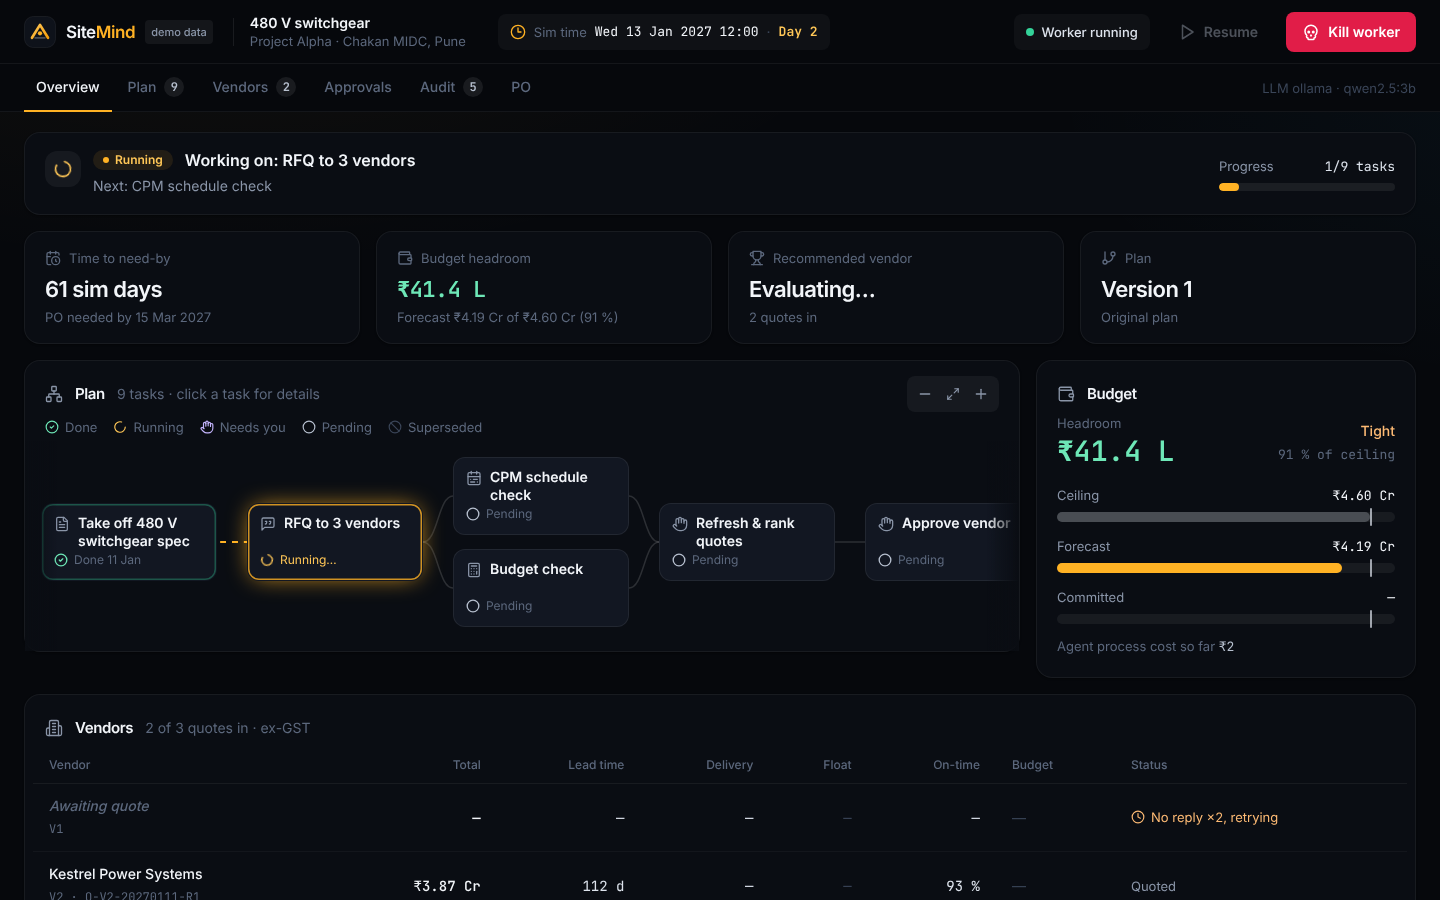 SiteMind demo data
480 V switchgear
Project Alpha · Chakan MIDC, Pune
Sim time Wed 13 Jan 2027 12:00 · Day 2
Worker running
Resume
Kill worker
Overview
Plan 9
Vendors 2
Approvals
Audit 5
PO
LLM ollama · qwen2.5:3b
Running Working on: RFQ to 3 vendors
Next: CPM schedule check
Progress 1/9 tasks
Time to need-by
61 sim days
PO needed by 15 Mar 2027
Budget headroom
₹41.4 L
Forecast ₹4.19 Cr of ₹4.60 Cr (91 %)
Recommended vendor
Evaluating…
2 quotes in
Plan
Version 1
Original plan
Plan 9 tasks · click a task for details
Done Running Needs you Pending Superseded
Take off 480 V
switchgear spec
Done 11 Jan
RFQ to 3 vendors
Running…
CPM schedule
check
Pending
Budget check
Pending
Refresh & rank
quotes
Pending
Approve vendor
Pending
Budget
Headroom
₹41.4 L
Tight
91 % of ceiling
Ceiling ₹4.60 Cr
Forecast ₹4.19 Cr
Committed –
Agent process cost so far ₹2
Vendors 2 of 3 quotes in · ex-GST
Vendor Total Lead time Delivery Float On-time Budget Status
Awaiting quote
V1
– – – — – — No reply ×2, retrying
Kestrel Power Systems
V2 · Q-V2-20270111-R1
₹3.87 Cr 112 d – — 93 % — Quoted